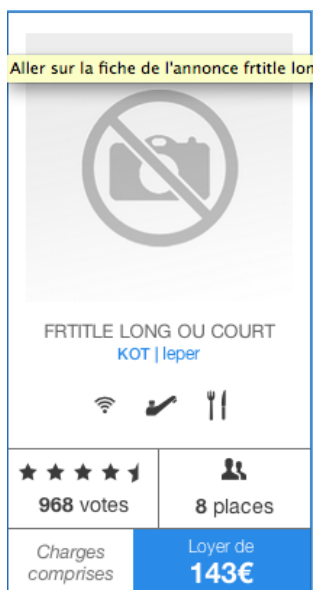 Aller sur la fiche de l'annonce frtitle lon
FRTITLE LONG OU COURT
KOT | Ieper
968 votes
8 places
Charges
comprises
Loyer de
143€